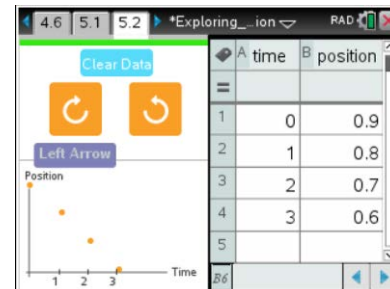 4.6 5.1 5.2 *Exploring_...ion RAD
Clear Data
Left Arrow
Position
Time
1 2 3
A time B position
=
1 0 0.9
2 1 0.8
3 2 0.7
4 3 0.6
5
B6